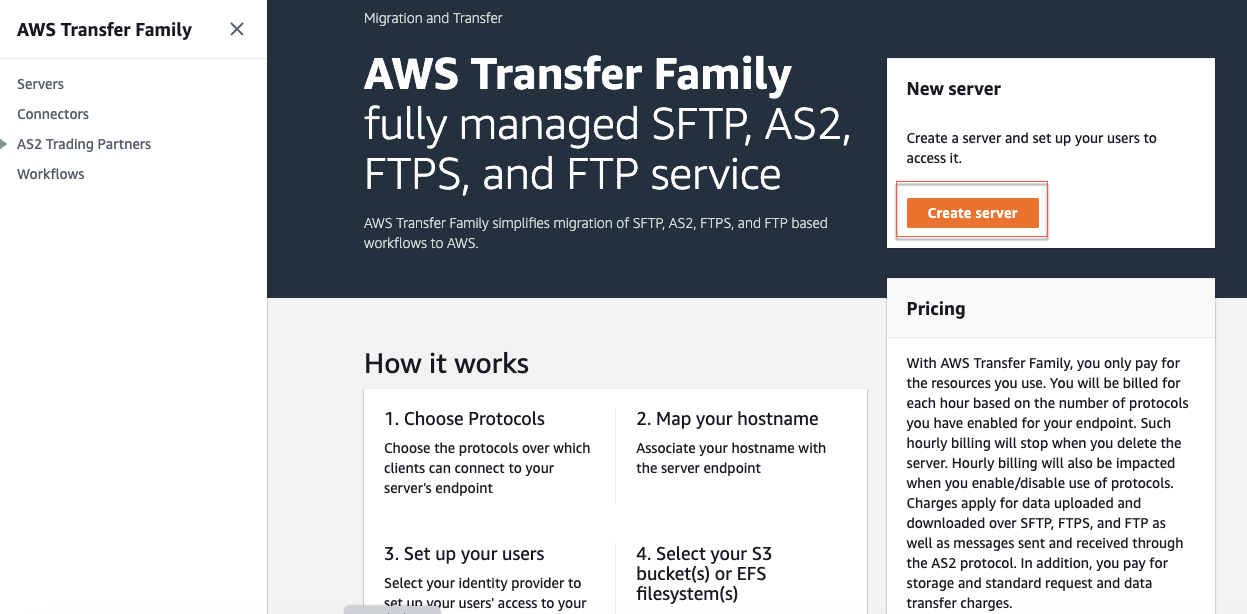 AWS Transfer Family
Servers
Connectors
AS2 Trading Partners
Workflows
Migration and Transfer
AWS Transfer Family
fully managed SFTP, AS2,
FTPS, and FTP service
AWS Transfer Family simplifies migration of SFTP, AS2, FTPS, and FTP based
workflows to AWS.
New server
Create a server and set up your users to
access it.
Create server
How it works
1. Choose Protocols
Choose the protocols over which
clients can connect to your
server's endpoint
2. Map your hostname
Associate your hostname with
the server endpoint
3. Set up your users
Select your identity provider to
set up your users' access to your
4. Select your S3
bucket(s) or EFS
filesystem(s)
Pricing
With AWS Transfer Family, you only pay for
the resources you use. You will be billed for
each hour based on the number of protocols
you have enabled for your endpoint. Such
hourly billing will stop when you delete the
server. Hourly billing will also be impacted
when you enable/disable use of protocols.
Charges apply for data uploaded and
downloaded over SFTP, FTPS, and FTP as
well as messages sent and received through
the AS2 protocol. In addition, you pay for
storage and standard request and data
transfer charges.